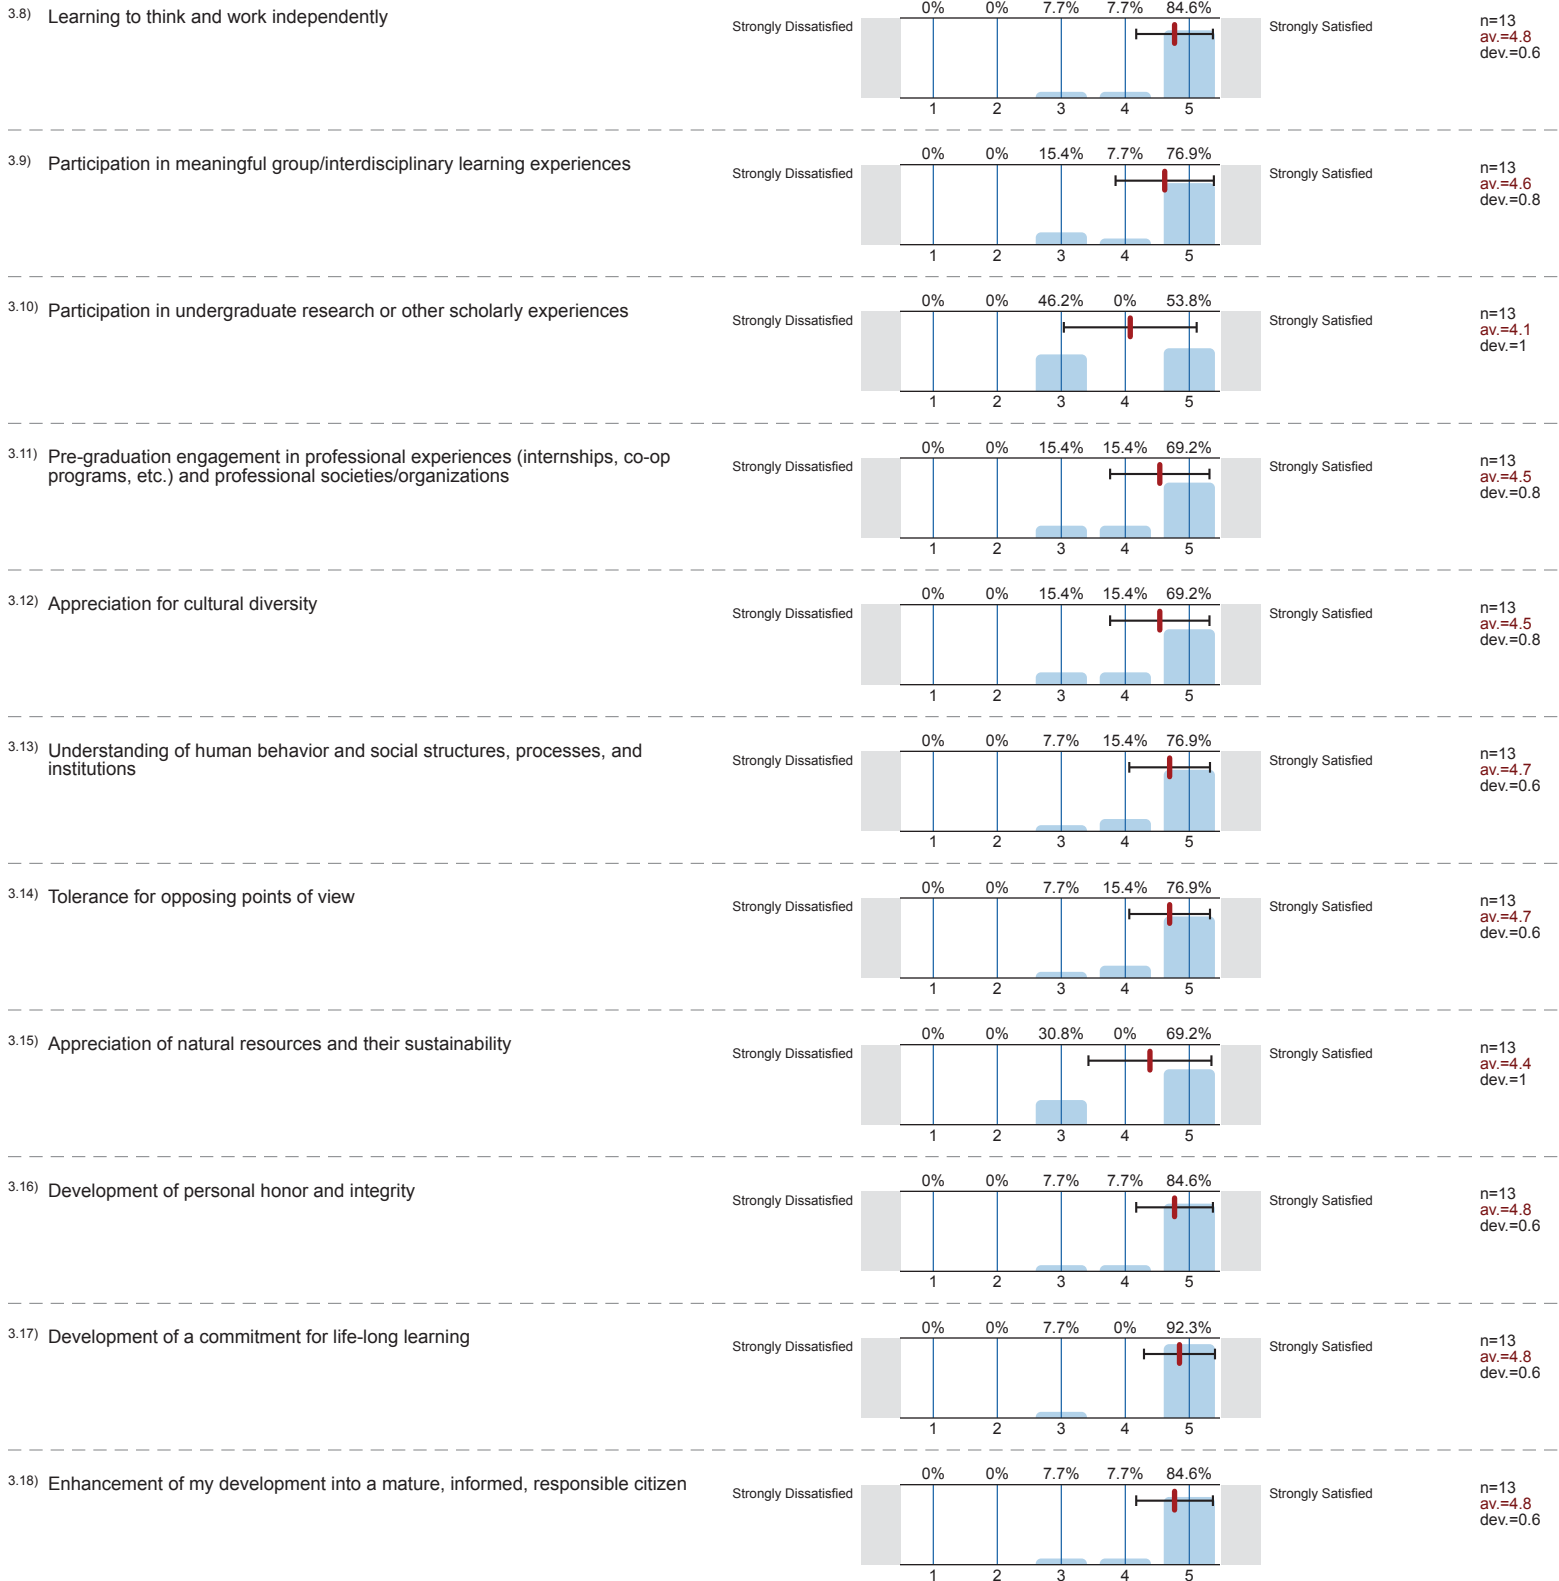 3.8) Learning to think and work independently
Strongly Dissatisfied
0% 0% 7.7% 7.7% 84.6%
1 2 3 4 5
Strongly Satisfied
n=13
av.=4.8
dev.=0.6
3.9) Participation in meaningful group/interdisciplinary learning experiences
Strongly Dissatisfied
0% 0% 15.4% 7.7% 76.9%
1 2 3 4 5
Strongly Satisfied
n=13
av.=4.6
dev.=0.8
3.10) Participation in undergraduate research or other scholarly experiences
Strongly Dissatisfied
0% 0% 46.2% 0% 53.8%
1 2 3 4 5
Strongly Satisfied
n=13
av.=4.1
dev.=1
3.11) Pre-graduation engagement in professional experiences (internships, co-op
programs, etc.) and professional societies/organizations
Strongly Dissatisfied
0% 0% 15.4% 15.4% 69.2%
1 2 3 4 5
Strongly Satisfied
n=13
av.=4.5
dev.=0.8
3.12) Appreciation for cultural diversity
Strongly Dissatisfied
0% 0% 15.4% 15.4% 69.2%
1 2 3 4 5
Strongly Satisfied
n=13
av.=4.5
dev.=0.8
3.13) Understanding of human behavior and social structures, processes, and
institutions
Strongly Dissatisfied
0% 0% 7.7% 15.4% 76.9%
1 2 3 4 5
Strongly Satisfied
n=13
av.=4.7
dev.=0.6
3.14) Tolerance for opposing points of view
Strongly Dissatisfied
0% 0% 7.7% 15.4% 76.9%
1 2 3 4 5
Strongly Satisfied
n=13
av.=4.7
dev.=0.6
3.15) Appreciation of natural resources and their sustainability
Strongly Dissatisfied
0% 0% 30.8% 0% 69.2%
1 2 3 4 5
Strongly Satisfied
n=13
av.=4.4
dev.=1
3.16) Development of personal honor and integrity
Strongly Dissatisfied
0% 0% 7.7% 7.7% 84.6%
1 2 3 4 5
Strongly Satisfied
n=13
av.=4.8
dev.=0.6
3.17) Development of a commitment for life-long learning
Strongly Dissatisfied
0% 0% 7.7% 0% 92.3%
1 2 3 4 5
Strongly Satisfied
n=13
av.=4.8
dev.=0.6
3.18) Enhancement of my development into a mature, informed, responsible citizen
Strongly Dissatisfied
0% 0% 7.7% 7.7% 84.6%
1 2 3 4 5
Strongly Satisfied
n=13
av.=4.8
dev.=0.6